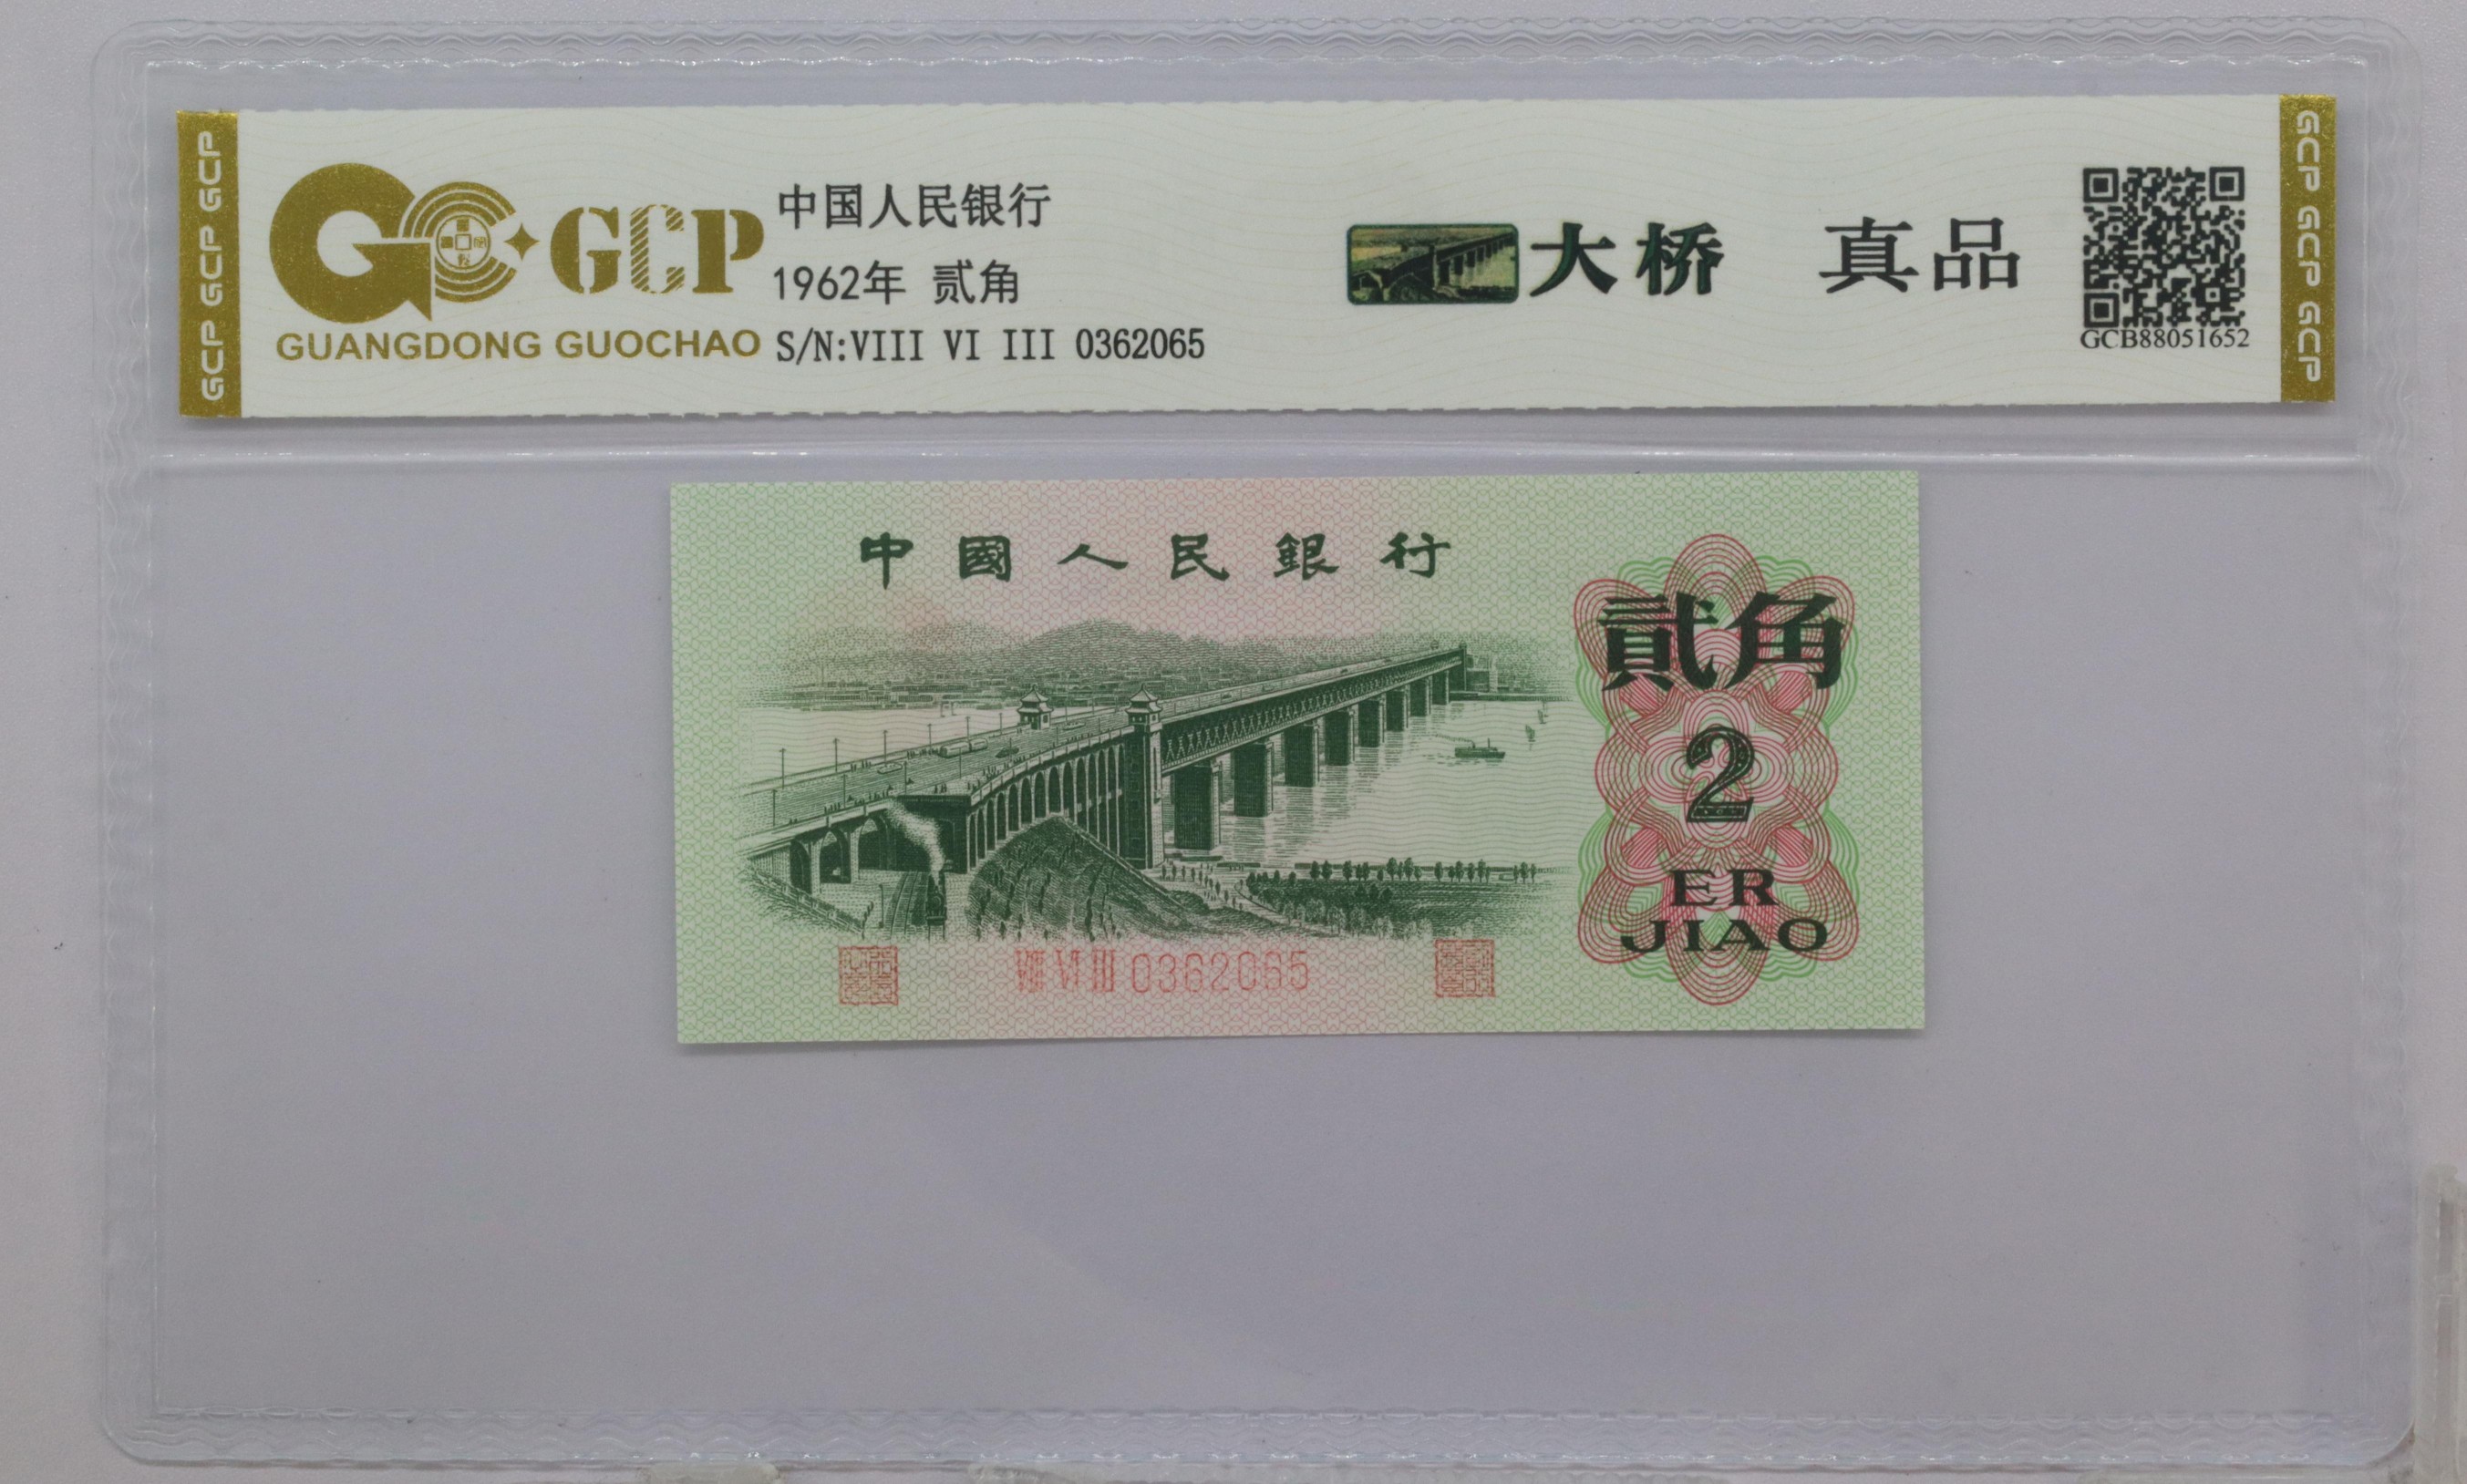 GCP GCP GCP
GCP
GUANGDONG GUOCHAO
中国人民银行
1962年 贰角
S/N:VIII VI III 0362065
大桥 真品
GCB88051652
GCP GCP GCP
中國人民銀行
貳角
2
ER
JIAO
VIII VI III 0362065